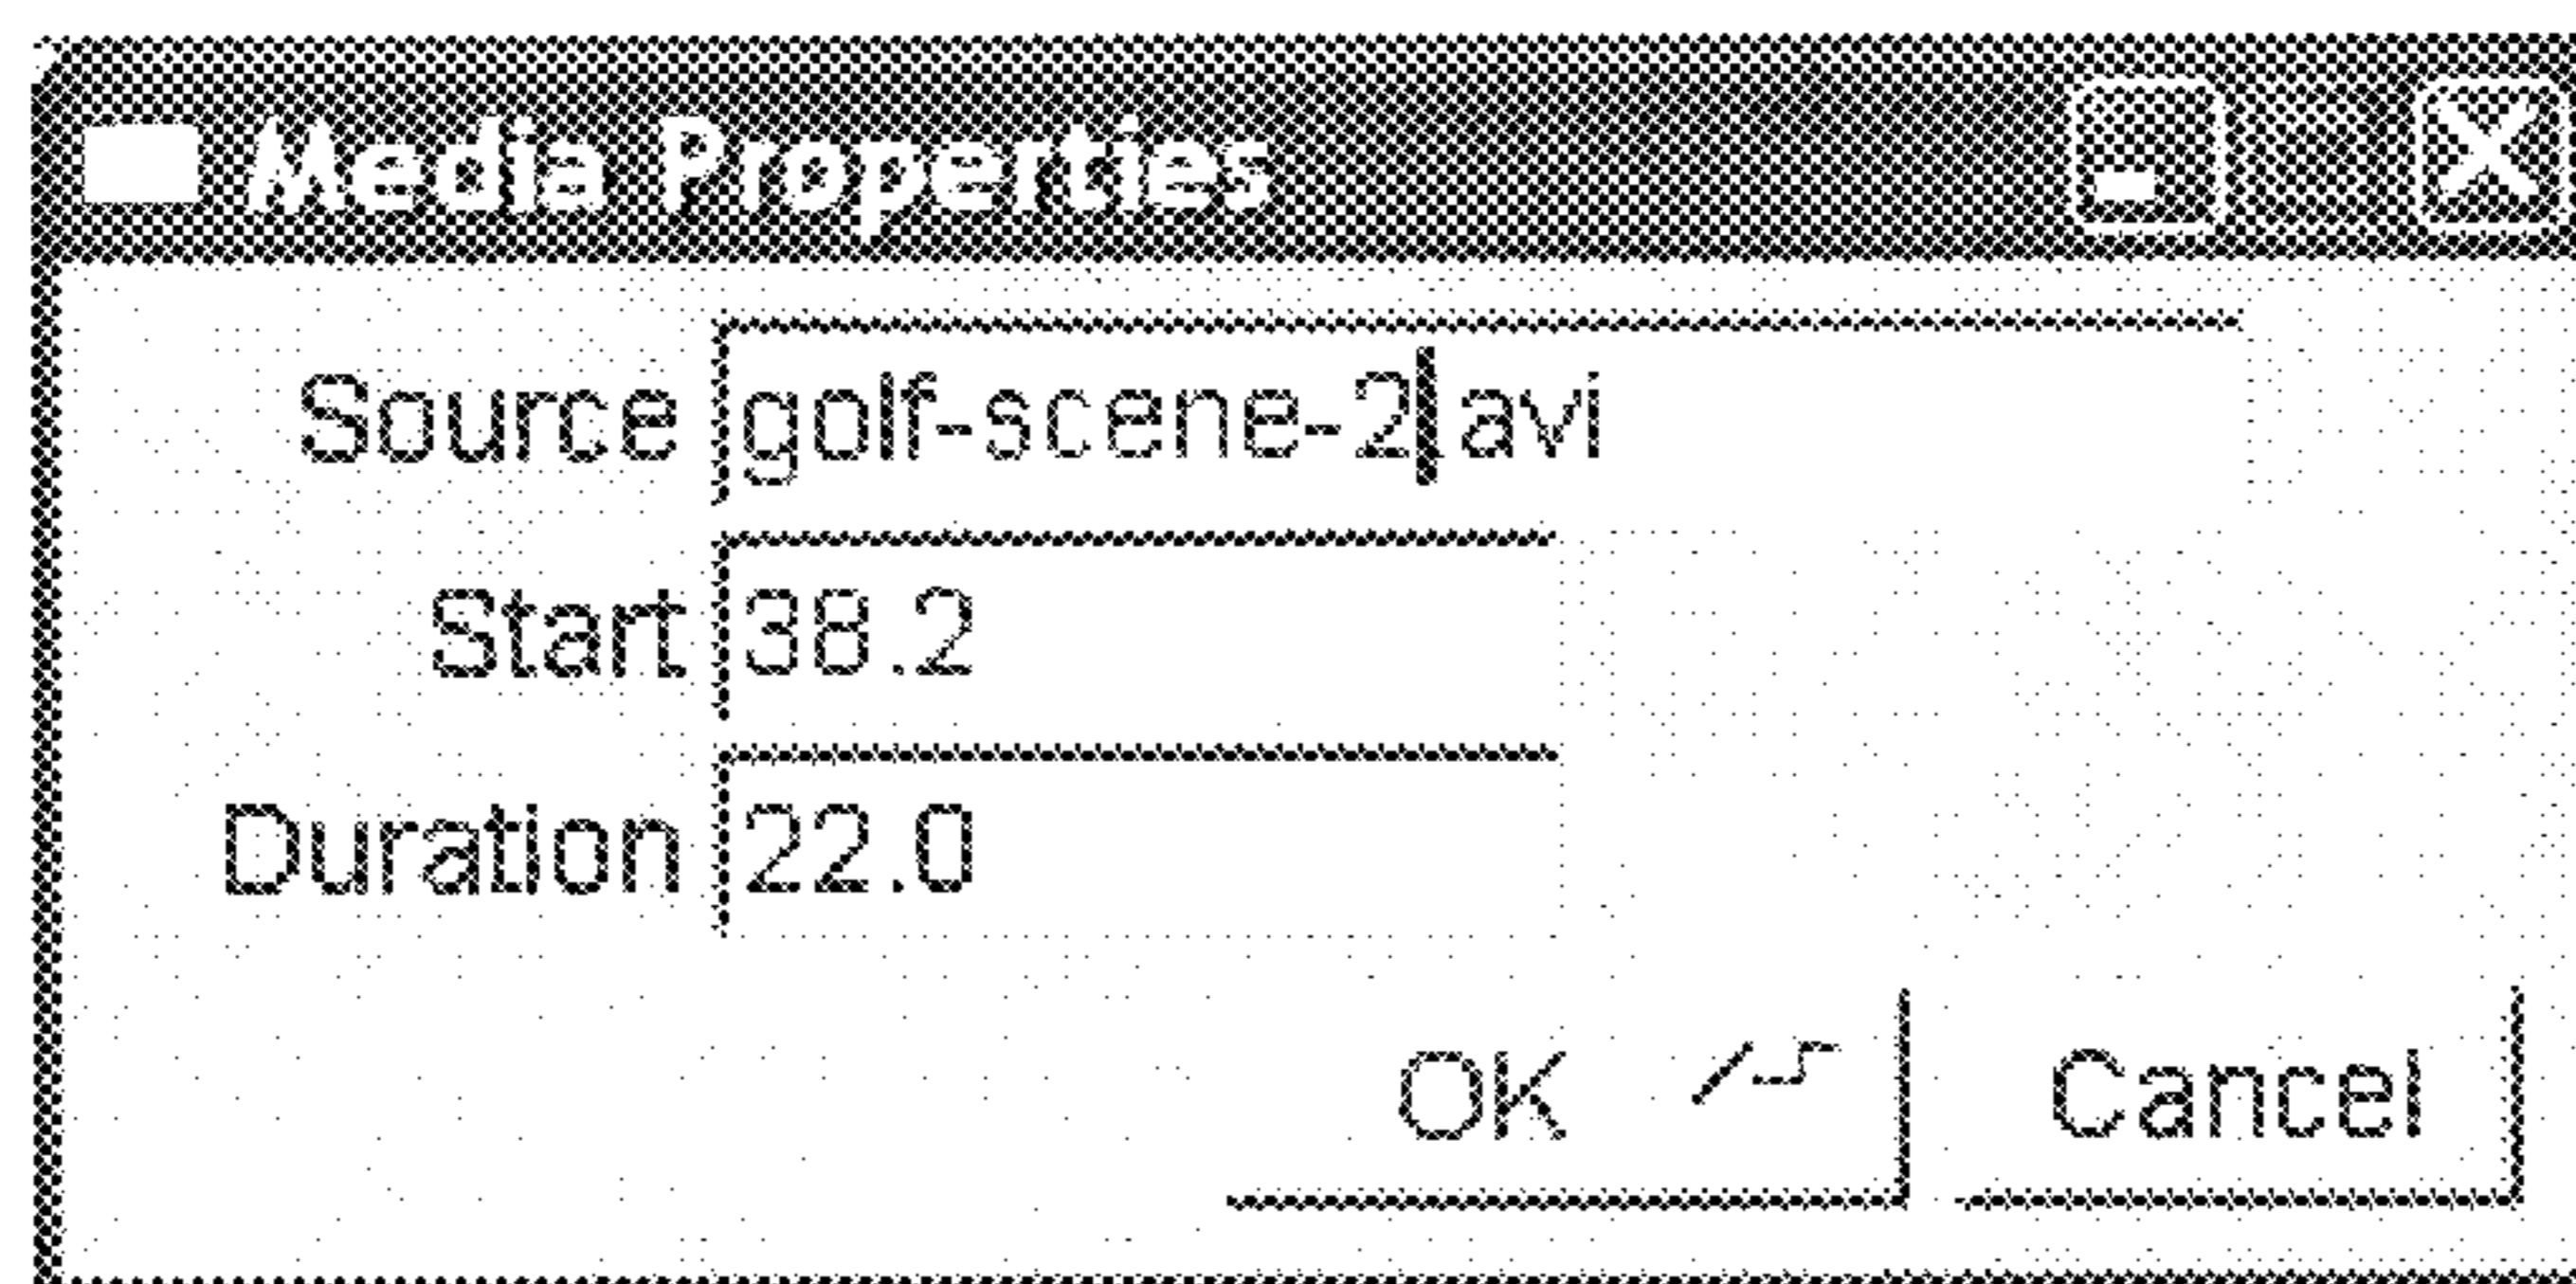 Media Properties
Source golf-scene-2.avi
Start 38.2
Duration 22.0
OK Cancel